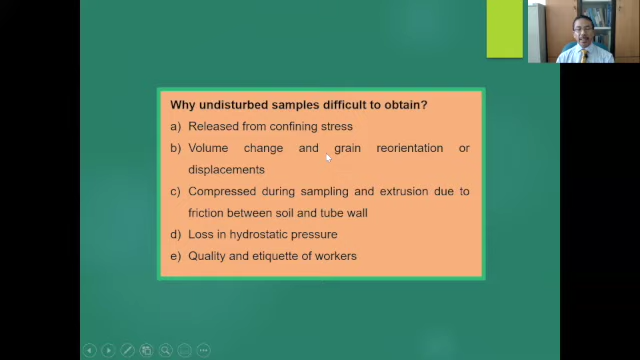 Why undisturbed samples difficult to obtain?
a) Released from confining stress
b) Volume change and grain reorientation or
displacements
c) Compressed during sampling and extrusion due to
friction between soil and tube wall
d) Loss in hydrostatic pressure
e) Quality and etiquette of workers